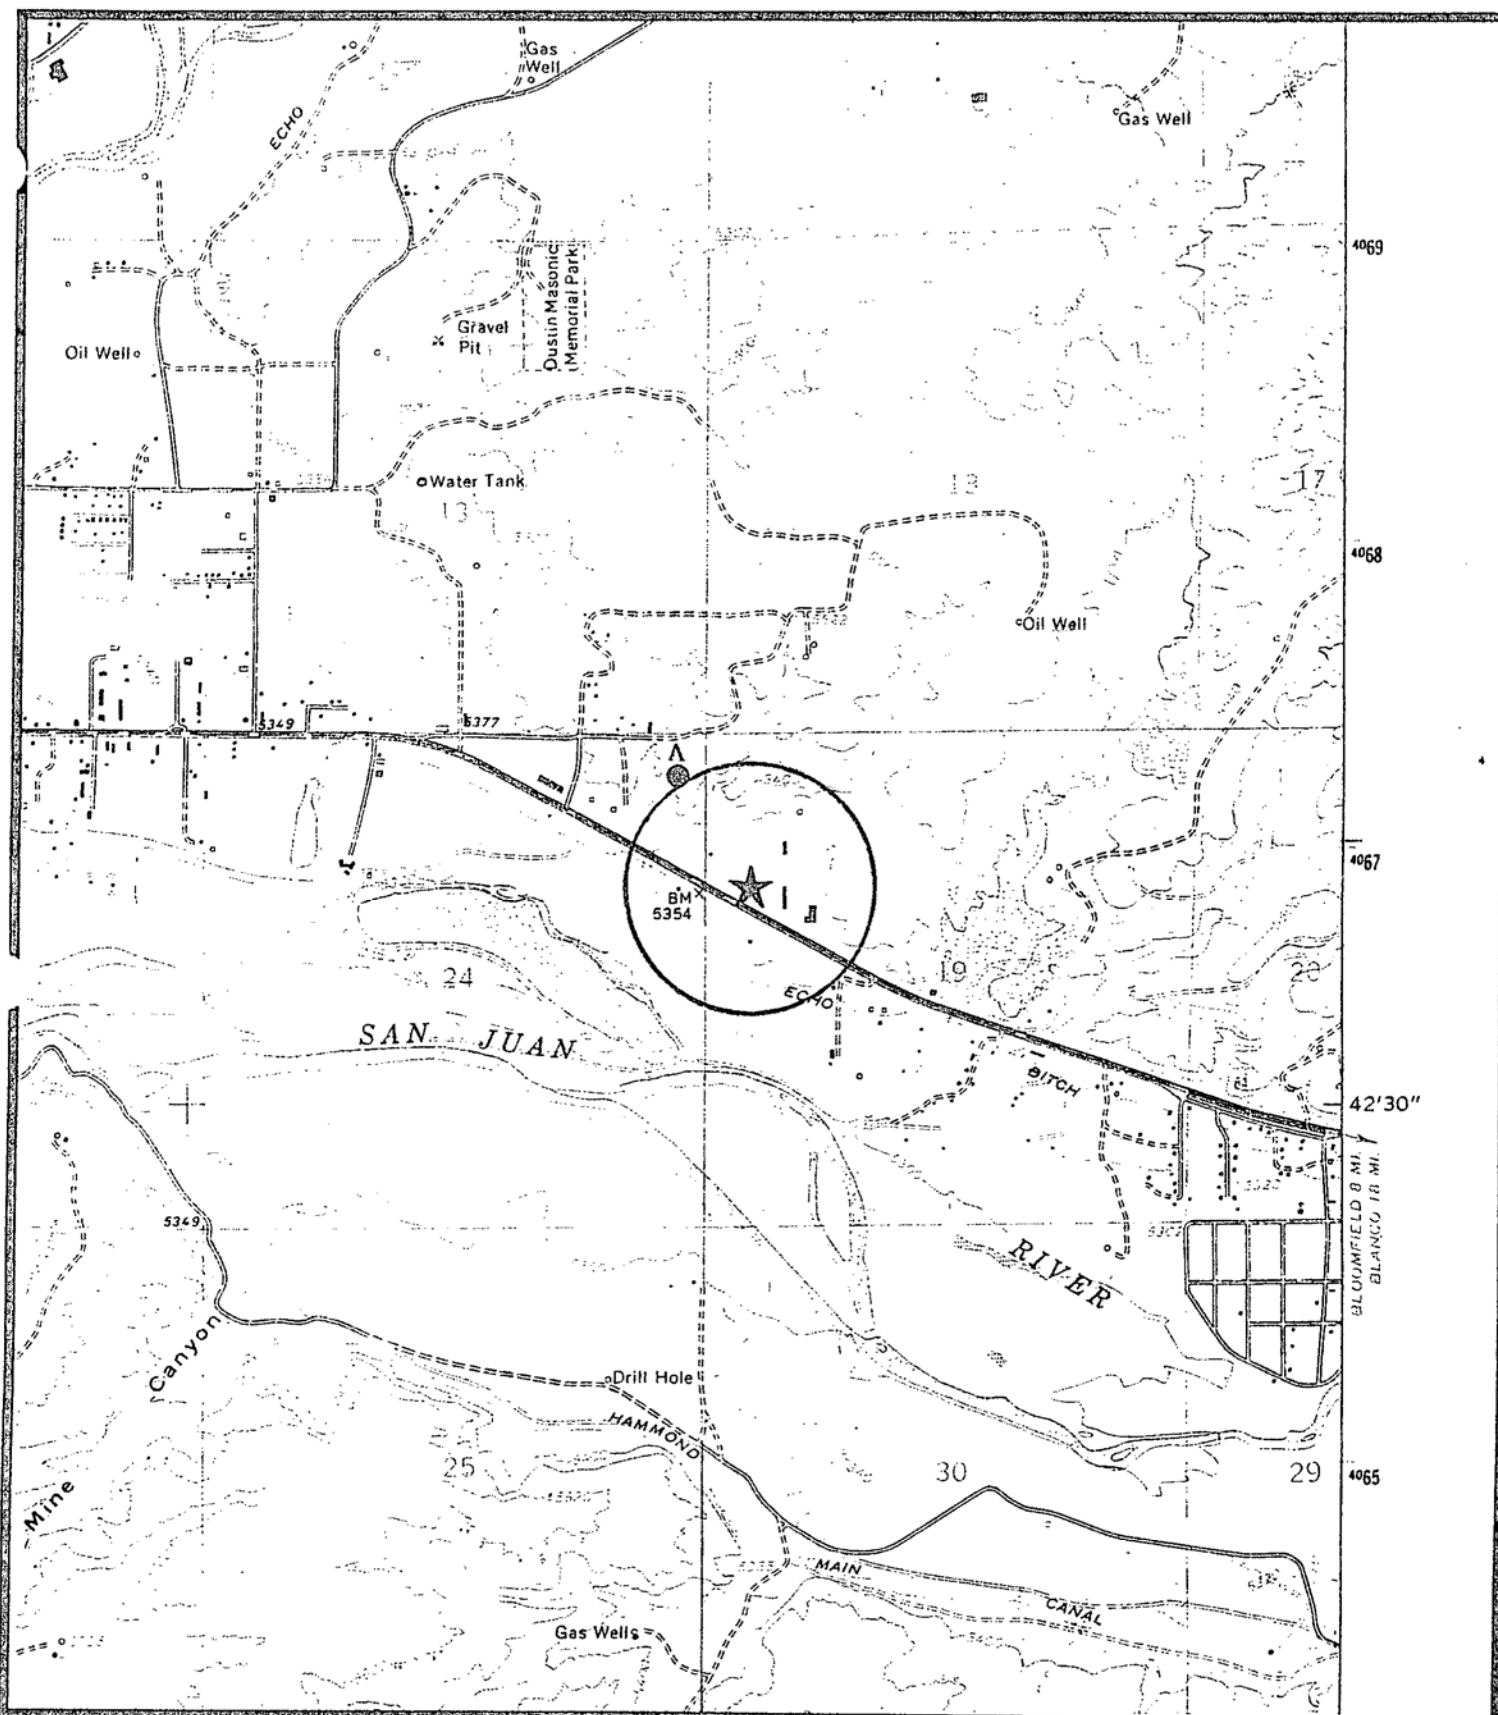 Gas
Well
Gas Well
ECHO
4069
Dustin Masonic
Memorial Park
Gravel
Pit
Oil Well
Water Tank
13
17
4068
Oil Well
5349
5377
A
4067
BM
5354
24
19
ECHO
SAN JUAN
DITCH
42'30"
BLOOMFIELD 8 MI.
BLANCO 18 MI.
5349
RIVER
Canyon
Drill Hole
HAMMOND
25
30
29
4065
Mine
MAIN
CANAL
Gas Wells